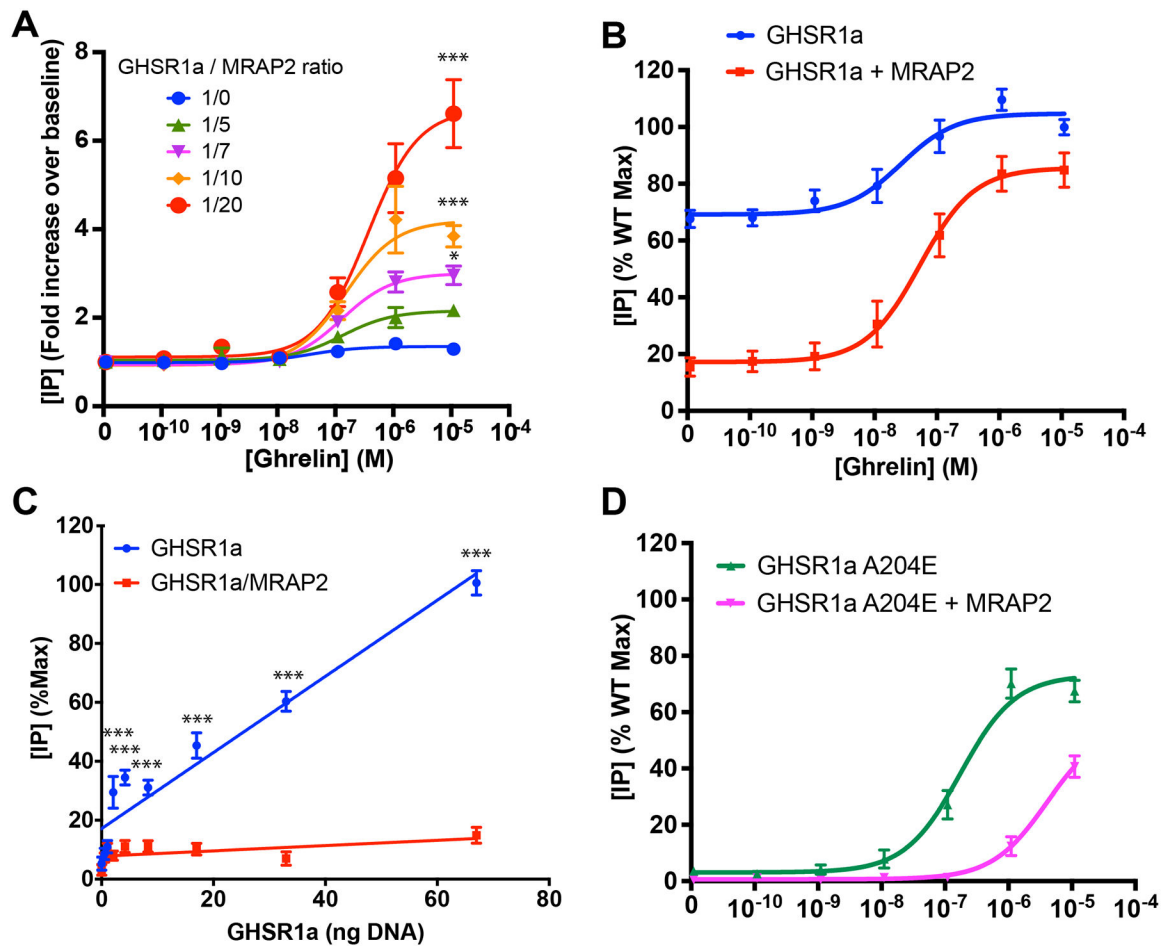 A
GHSR1a / MRAP2 ratio
1/0
1/5
1/7
1/10
1/20
***
***
*
8
6
4
2
0
[IP] (Fold increase over baseline)
0 10-10 10-9 10-8 10-7 10-6 10-5 10-4
[Ghrelin] (M)
B
GHSR1a
GHSR1a + MRAP2
120
100
80
60
40
20
0
[IP] (% WT Max)
0 10-10 10-9 10-8 10-7 10-6 10-5 10-4
[Ghrelin] (M)
C
GHSR1a
GHSR1a/MRAP2
***
***
***
***
***
***
120
100
80
60
40
20
0
[IP] (%Max)
0 20 40 60 80
GHSR1a (ng DNA)
D
GHSR1a A204E
GHSR1a A204E + MRAP2
120
100
80
60
40
20
0
[IP] (% WT Max)
0 10-10 10-9 10-8 10-7 10-6 10-5 10-4